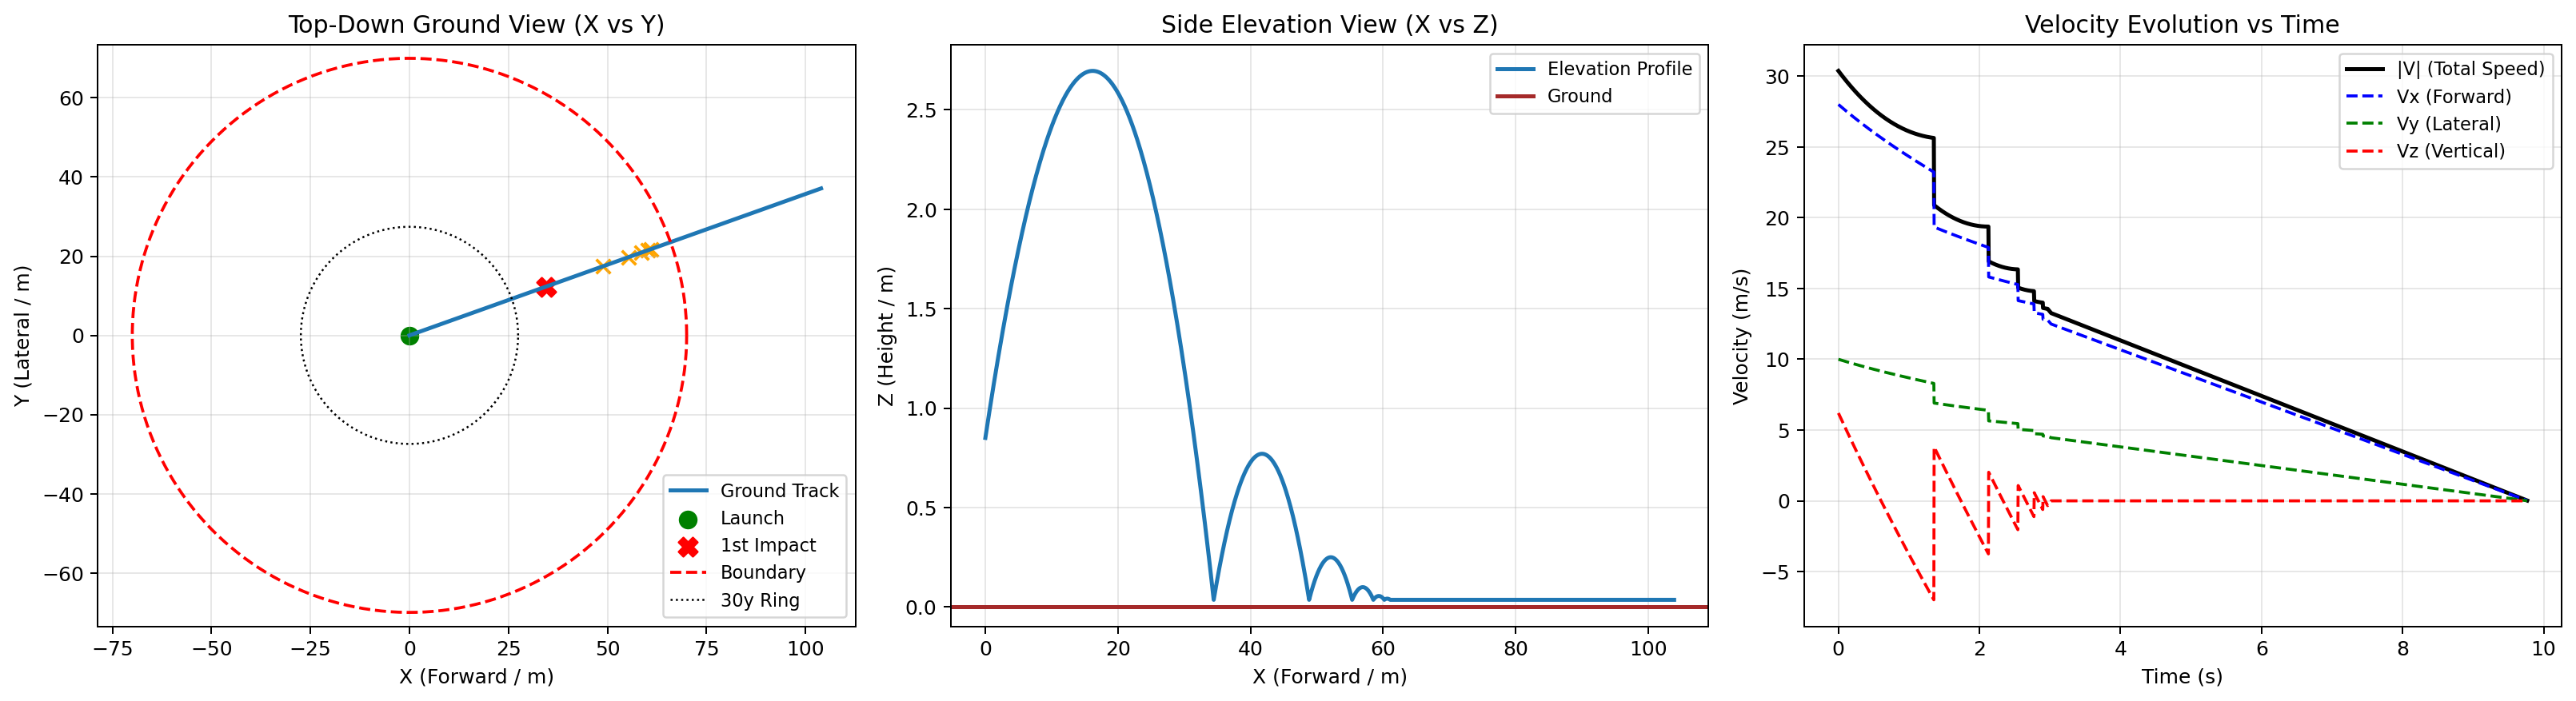 Top-Down Ground View (X vs Y)
60
40
20
0
−20
−40
−60
Y (Lateral / m)
−75
−50
−25
0
25
50
75
100
X (Forward / m)
Ground Track
Launch
1st Impact
Boundary
30y Ring
Side Elevation View (X vs Z)
2.5
2.0
1.5
1.0
0.5
0.0
Z (Height / m)
0
20
40
60
80
100
X (Forward / m)
Elevation Profile
Ground
Velocity Evolution vs Time
30
25
20
15
10
5
0
−5
Velocity (m/s)
0
2
4
6
8
10
Time (s)
|V| (Total Speed)
Vx (Forward)
Vy (Lateral)
Vz (Vertical)